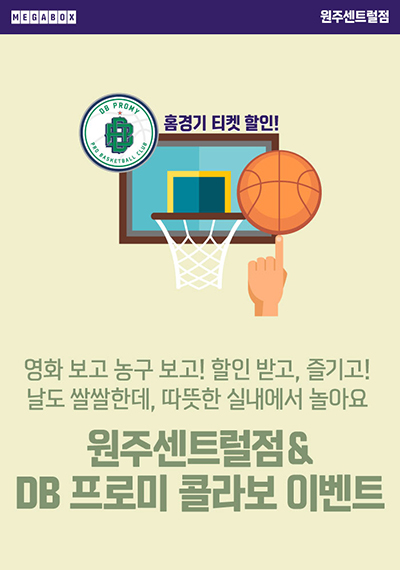 MEGABOX
원주센트럴점
DB PROMY
PRO BASKETBALL CLUB
홈경기 티켓 할인!
영화 보고 농구 보고! 할인 받고, 즐기고!
날도 쌀쌀한데, 따뜻한 실내에서 놀아요
원주센트럴점&
DB 프로미 콜라보 이벤트